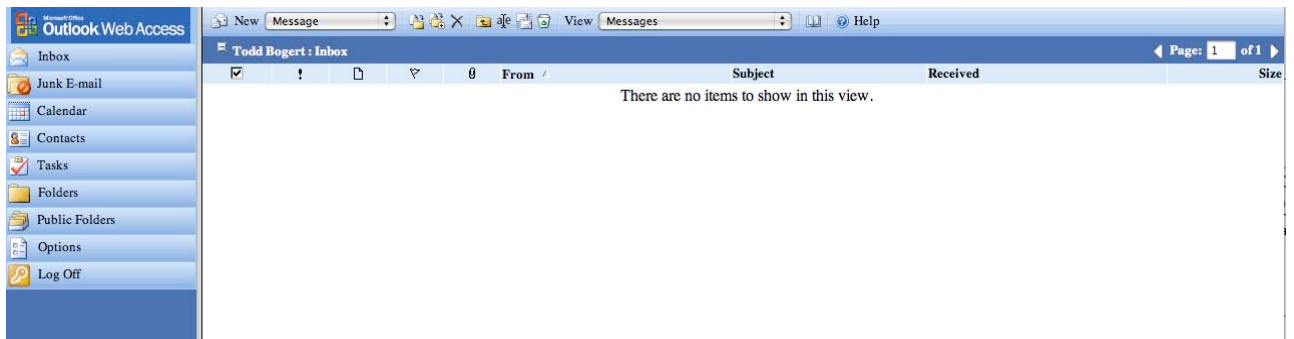 Microsoft Office
Outlook Web Access
Inbox
Junk E-mail
Calendar
Contacts
Tasks
Folders
Public Folders
Options
Log Off
New Message View Messages Help
Todd Bogert : Inbox Page: 1 of 1
! From Subject Received Size
There are no items to show in this view.